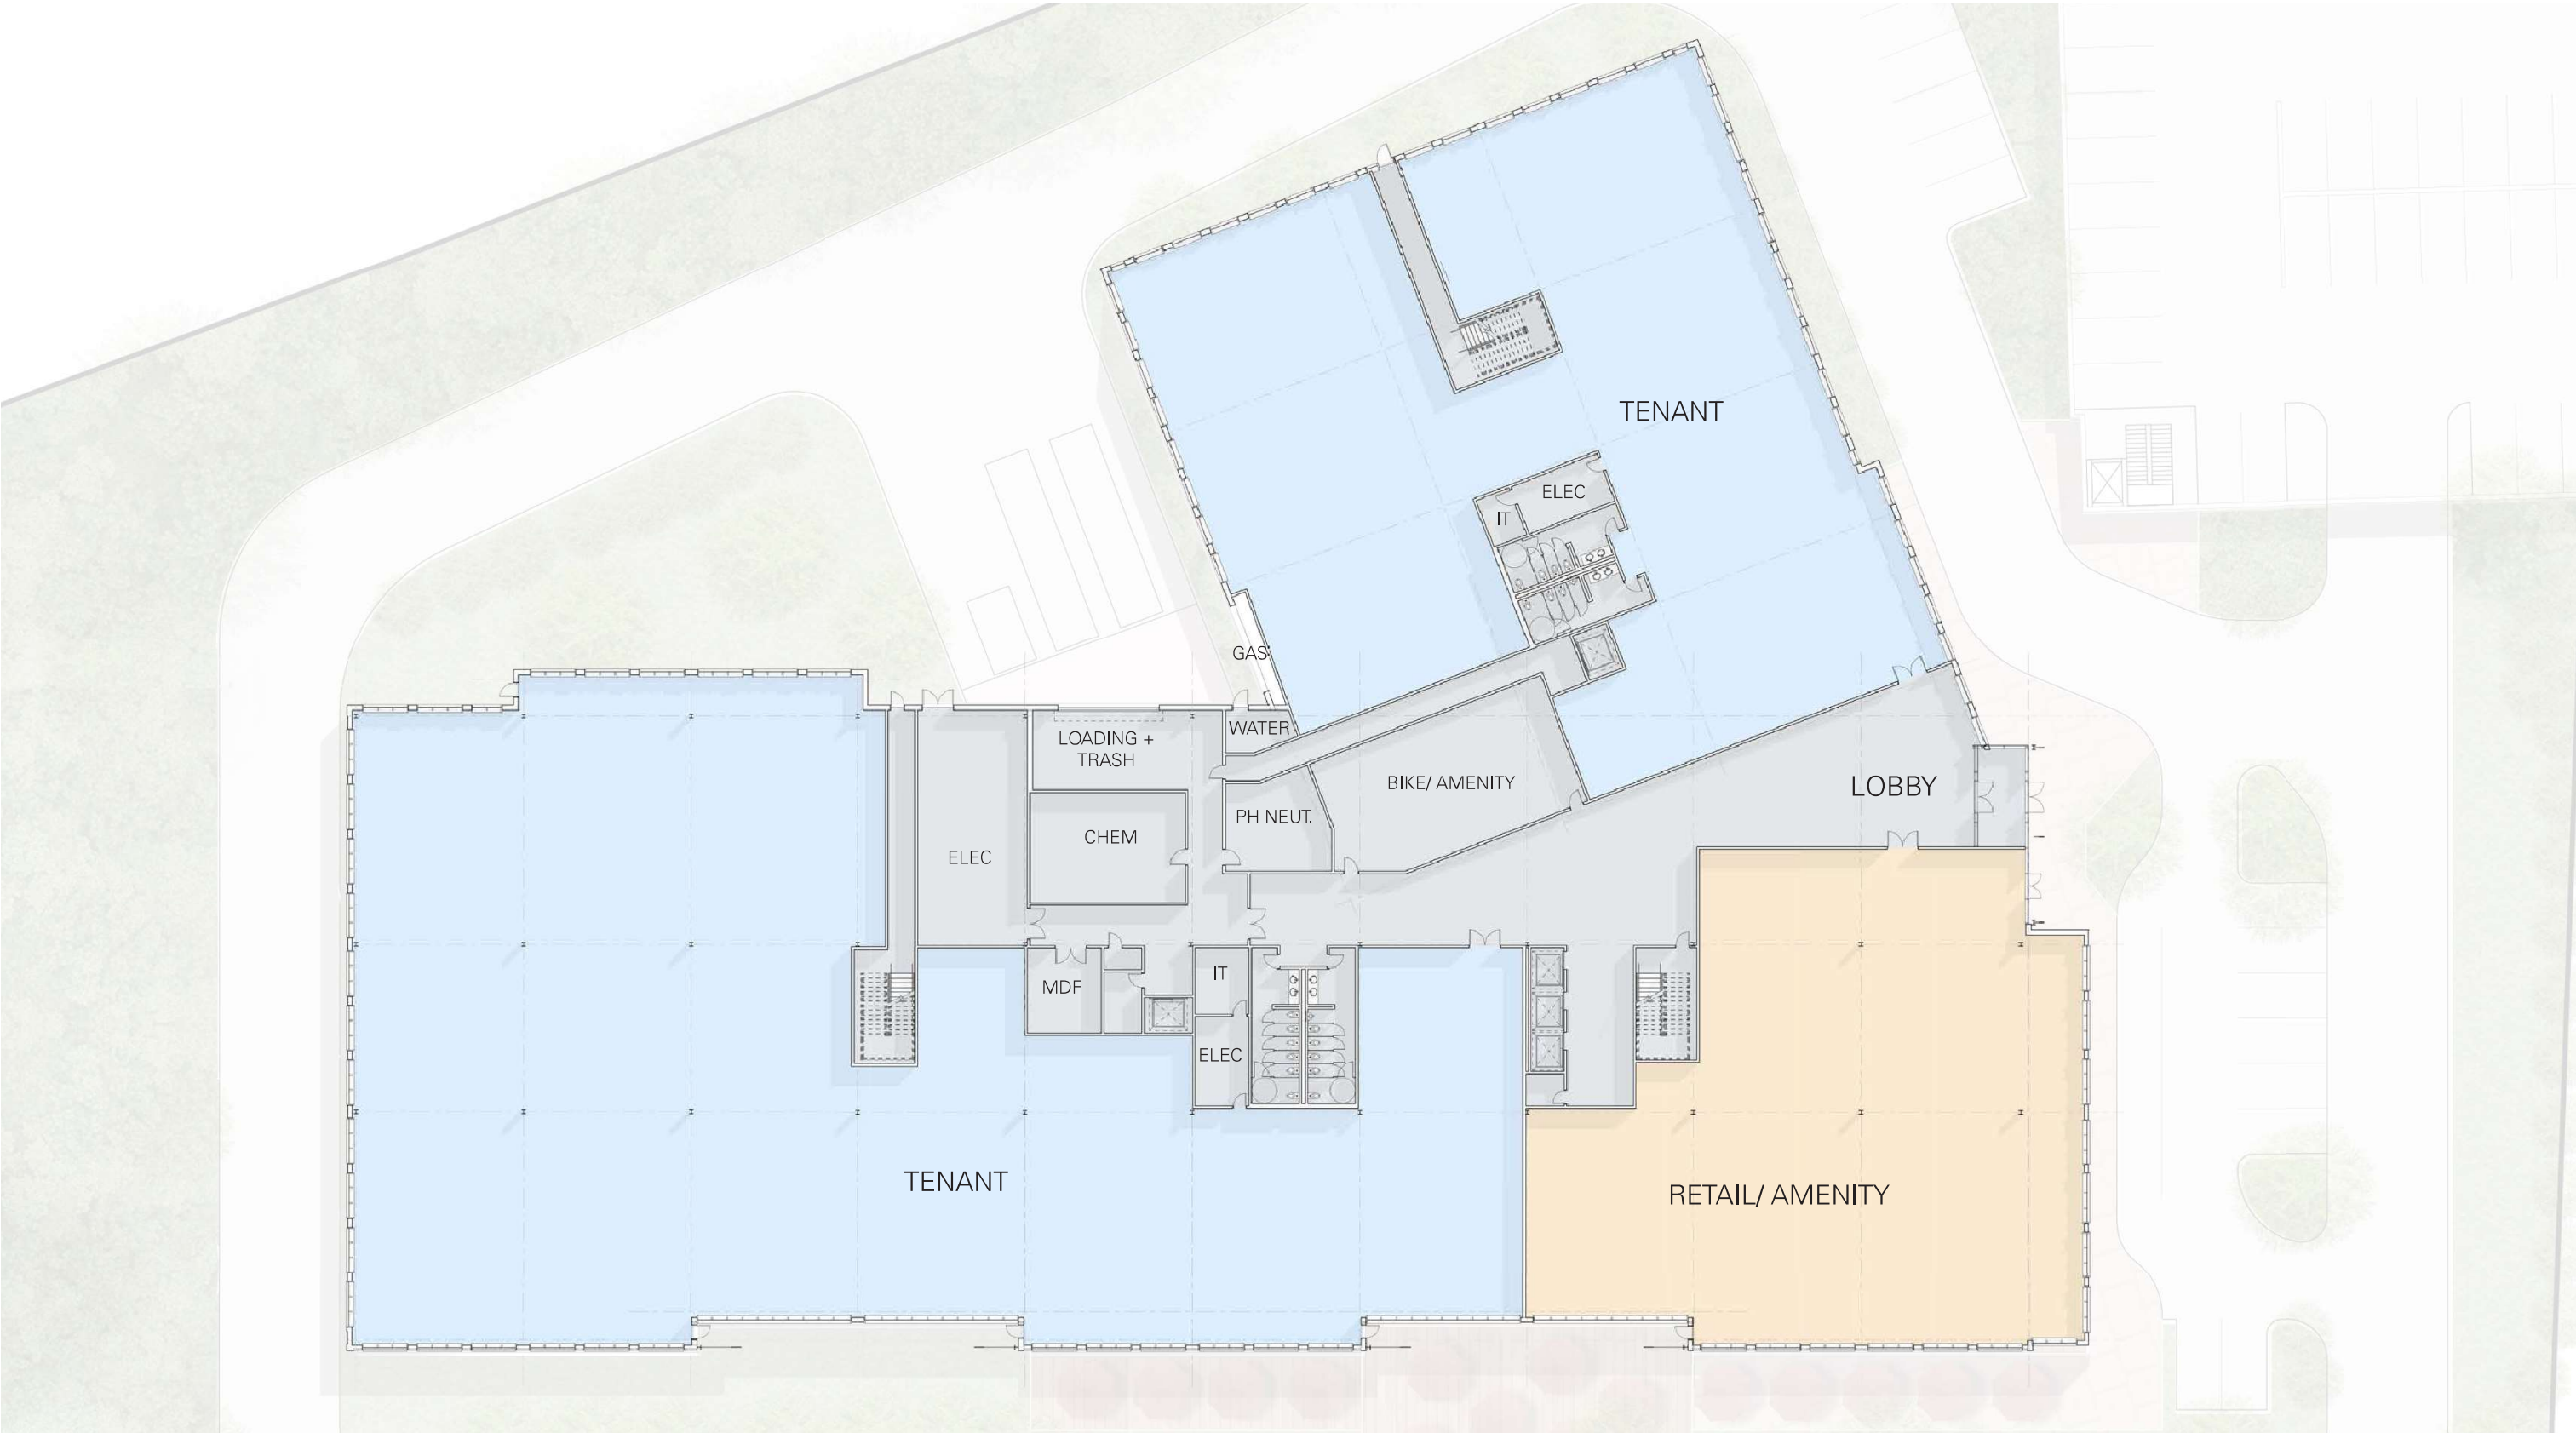 TENANT
ELEC
IT
GAS
WATER
LOADING +
TRASH
BIKE/ AMENITY
LOBBY
PH NEUT.
CHEM
ELEC
IT
MDF
ELEC
TENANT
RETAIL/ AMENITY